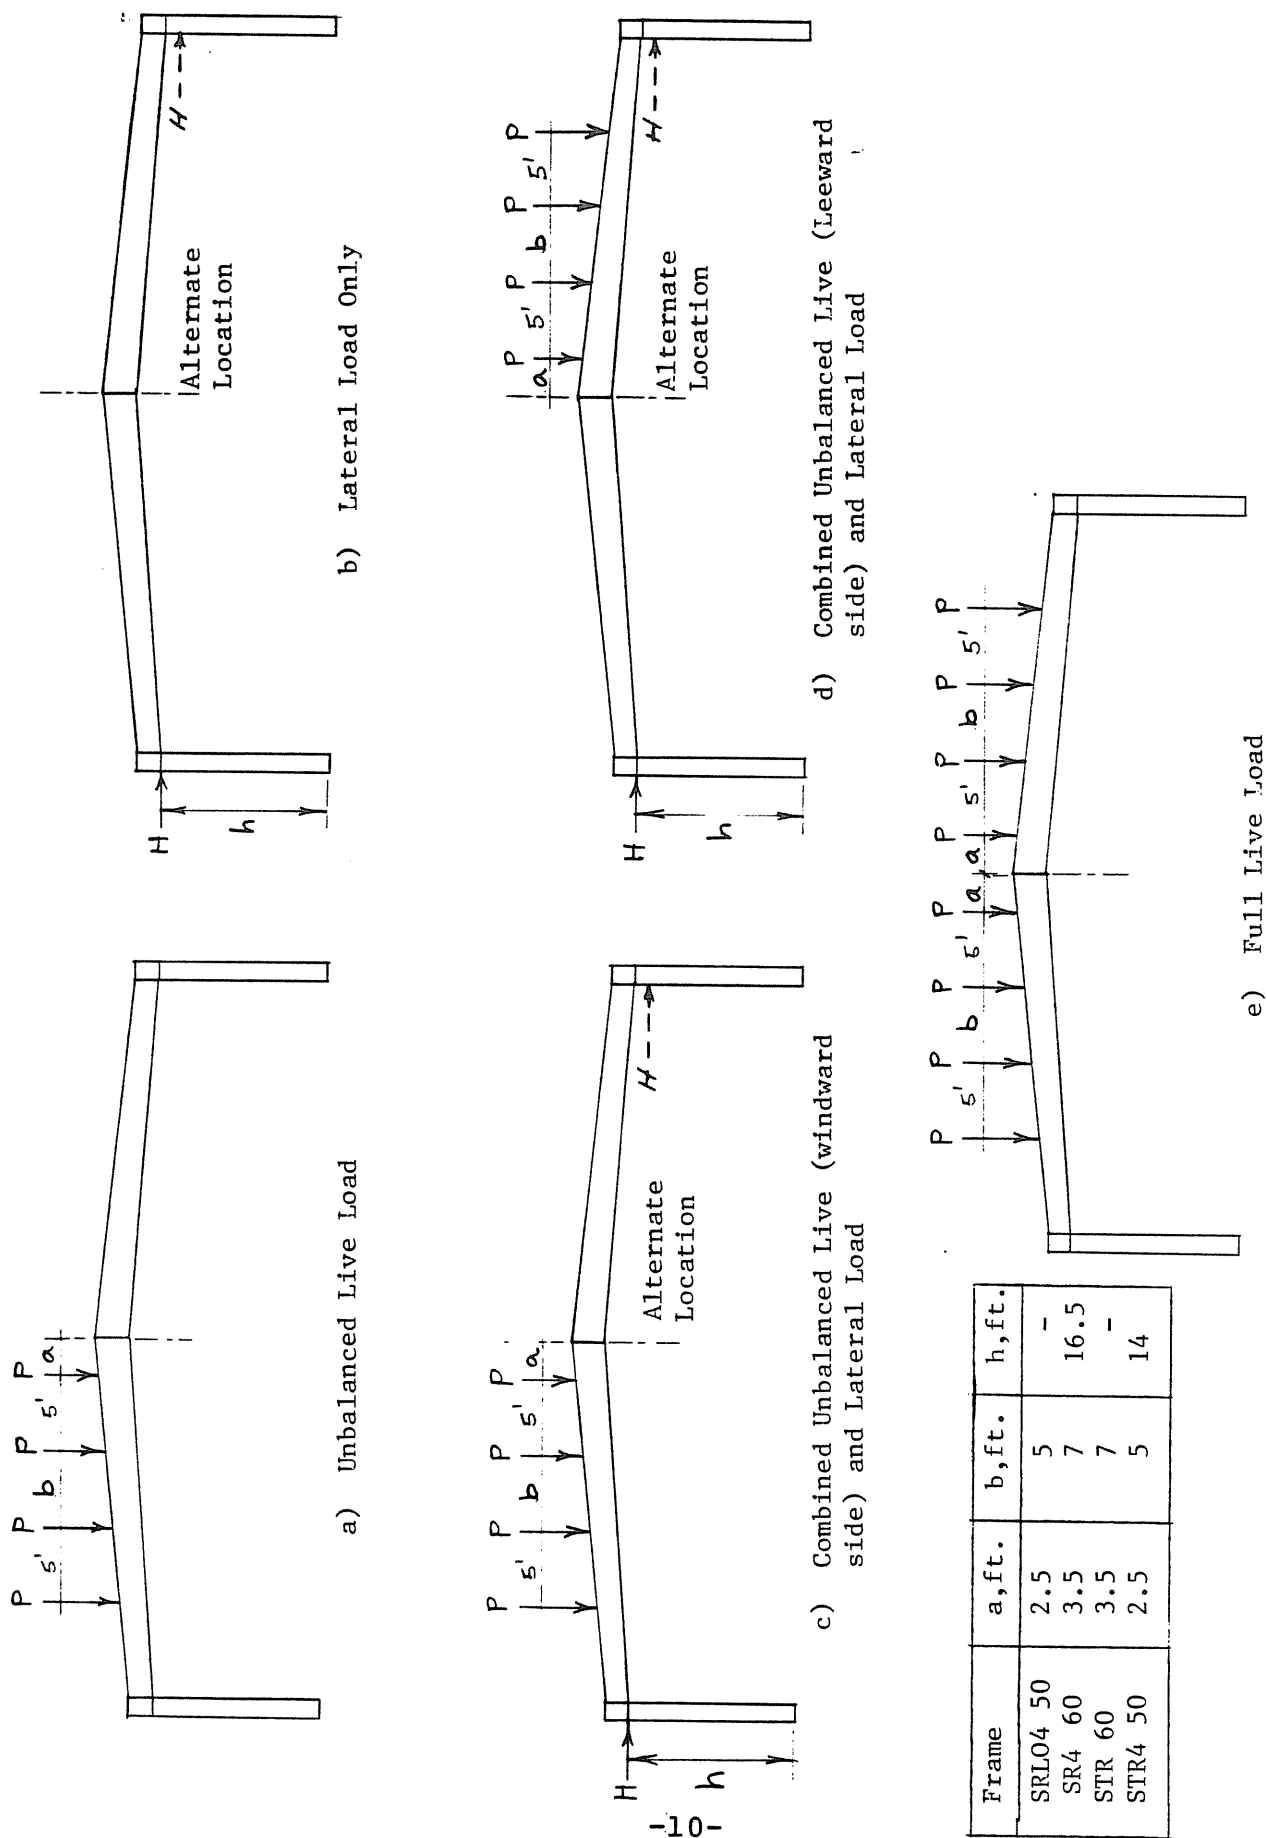 P 5' P b P 5' P a
a) Unbalanced Live Load
H
h
H
Alternate
Location
b) Lateral Load Only
P 5' P b P 5' P a
H
h
H
Alternate
Location
c) Combined Unbalanced Live (windward
side) and Lateral Load
a P 5' P b P 5' P
H
h
H
Alternate
Location
d) Combined Unbalanced Live (Leeward
side) and Lateral Load
P 5' P b P 5' P a a P 5' P b P 5' P
e) Full Live Load
Frame a,ft. b,ft. h,ft.
SRLO4 50 2.5 5 -
SR4 60 3.5 7 16.5
STR 60 3.5 7 -
STR4 50 2.5 5 14
-10-